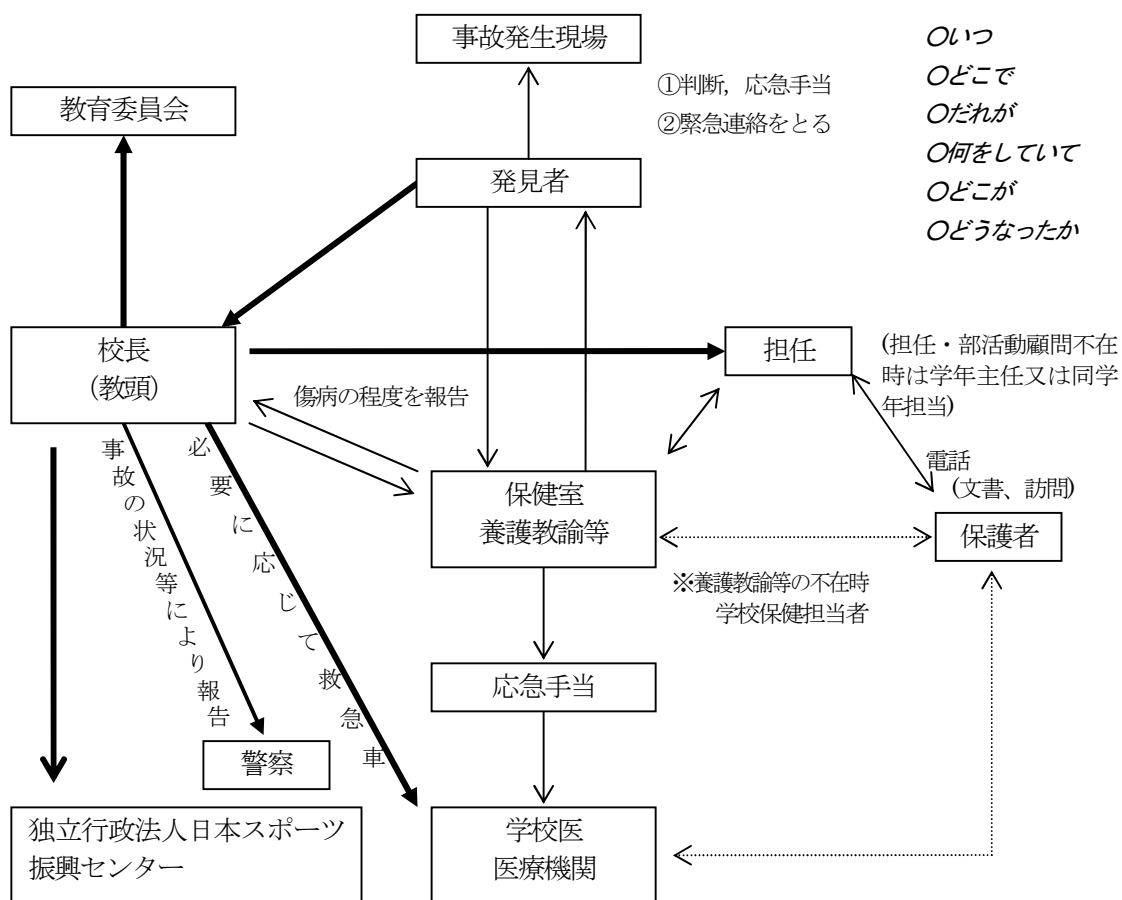 事故発生現場
〇いつ
〇どこで
〇だれが
〇何をしていて
〇どこが
〇どうなったか
①判断，応急手当
②緊急連絡をとる
教育委員会
発見者
校長
(教頭)
担任
(担任・部活動顧問不在
時は学年主任又は同学
年担当)
傷病の程度を報告
電話
(文書、訪問)
保健室
養護教諭等
保護者
※養護教諭等の不在時
学校保健担当者
事故の状況等により報告
必要に応じて救急車
応急手当
警察
独立行政法人日本スポーツ
振興センター
学校医
医療機関